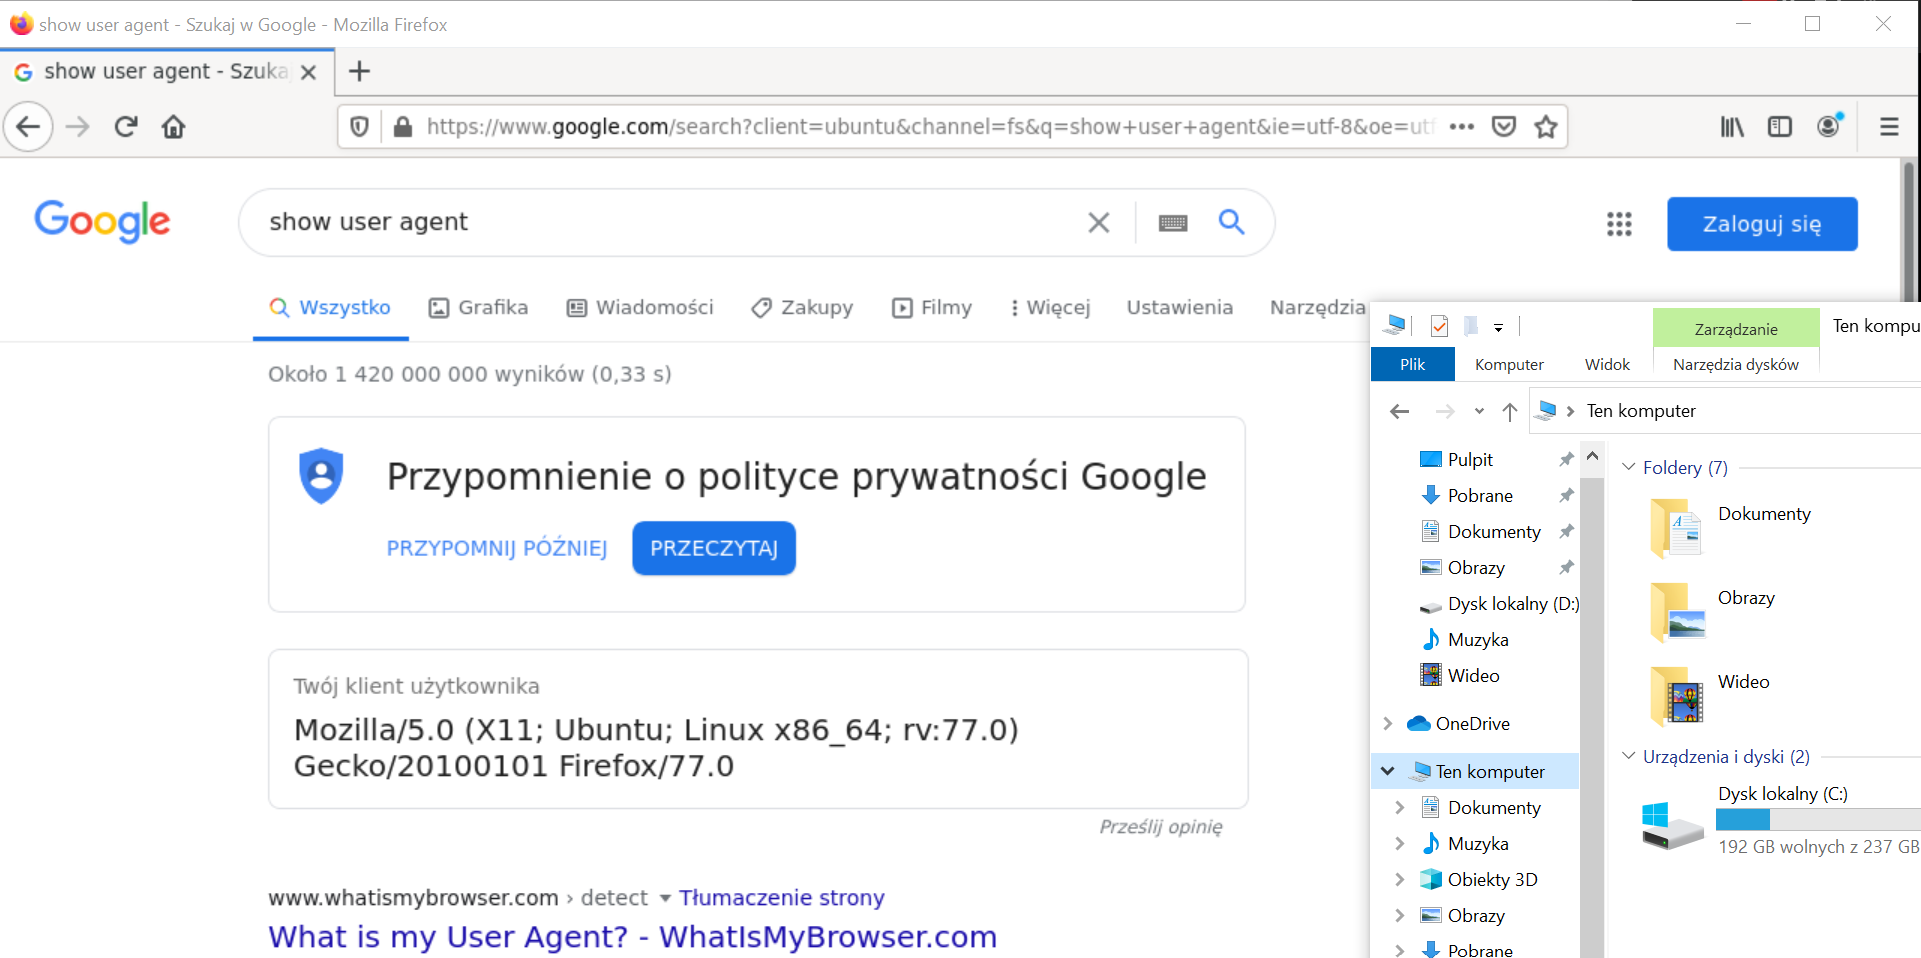 show user agent - Szukaj w Google - Mozilla Firefox
show user agent - Szuka
https://www.google.com/search?client=ubuntu&channel=fs&q=show+user+agent&ie=utf-8&oe=utf
Google
show user agent
Zaloguj się
Wszystko
Grafika
Wiadomości
Zakupy
Filmy
Więcej
Ustawienia
Narzędzia
Około 1 420 000 000 wyników (0,33 s)
Przypomnienie o polityce prywatności Google
PRZYPOMNIJ PÓŹNIEJ
PRZECZYTAJ
Twój klient użytkownika
Mozilla/5.0 (X11; Ubuntu; Linux x86_64; rv:77.0)
Gecko/20100101 Firefox/77.0
Prześlij opinię
www.whatismybrowser.com › detect
Tłumaczenie strony
What is my User Agent? - WhatIsMyBrowser.com
Zarządzanie
Ten kompu
Plik
Komputer
Widok
Narzędzia dysków
Ten komputer
Pulpit
Pobrane
Dokumenty
Obrazy
Dysk lokalny (D:)
Muzyka
Wideo
OneDrive
Ten komputer
Dokumenty
Muzyka
Obiekty 3D
Obrazy
Pobrane
Foldery (7)
Dokumenty
Obrazy
Wideo
Urządzenia i dyski (2)
Dysk lokalny (C:)
192 GB wolnych z 237 GB